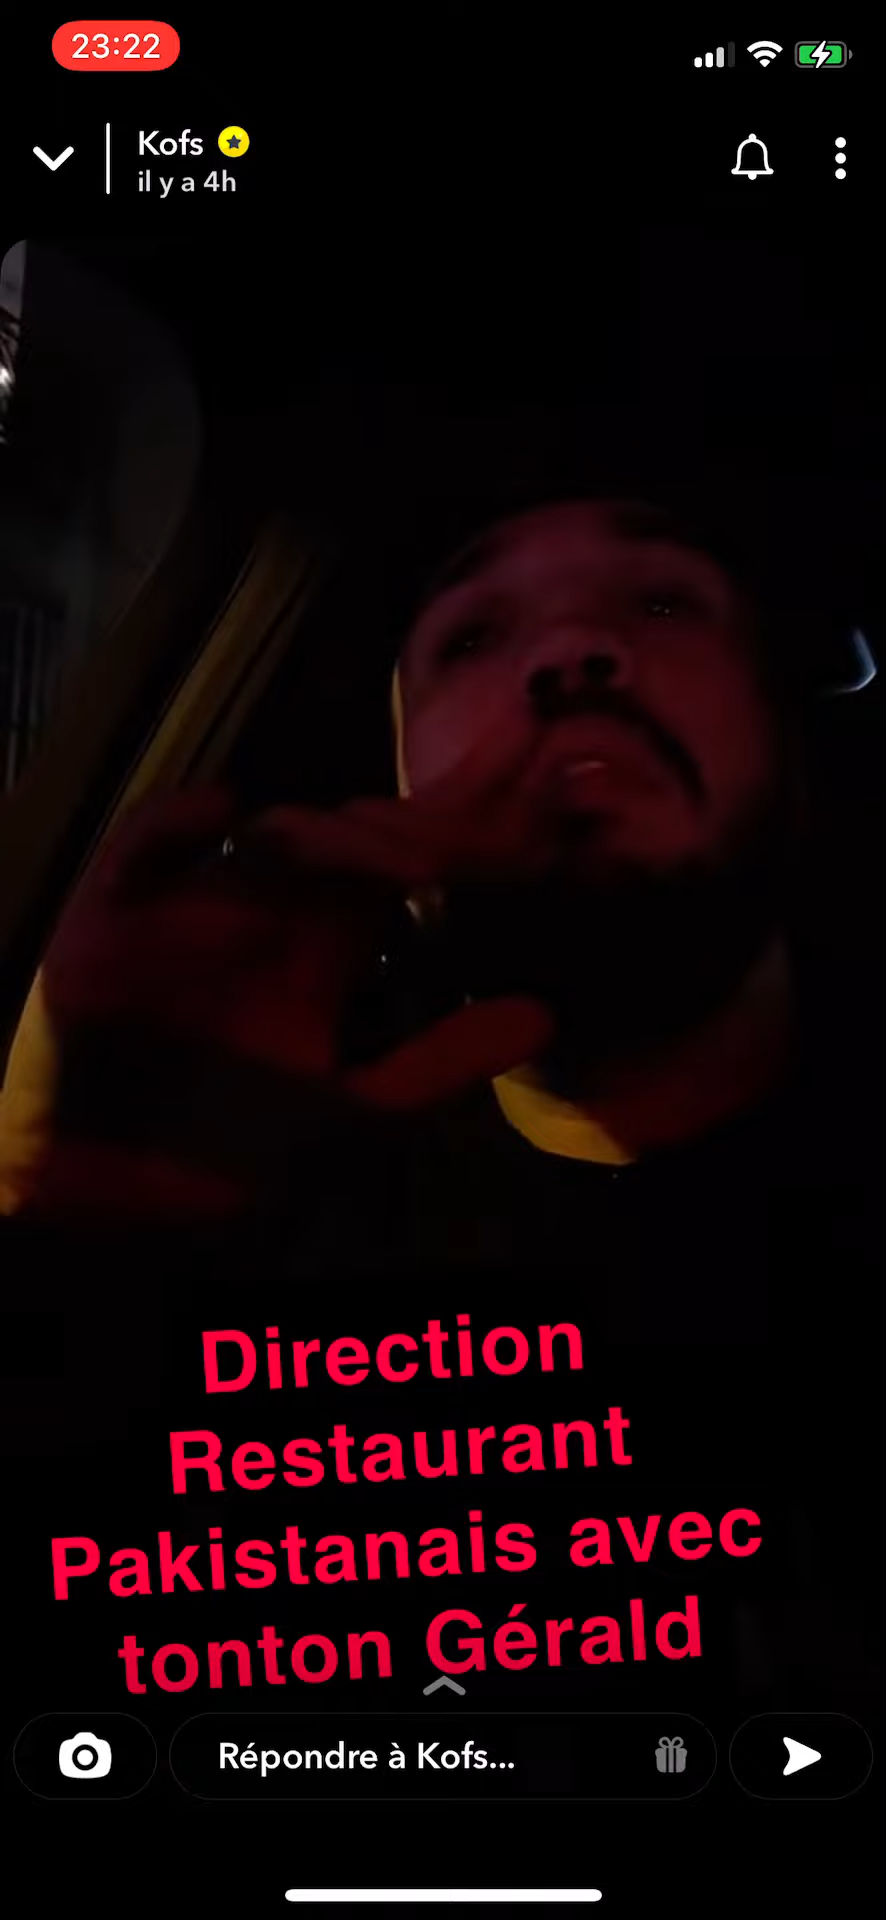 23:22
Kofs
il y a 4h
Direction
Restaurant
Pakistanais avec
tonton Gérald
Répondre à Kofs...